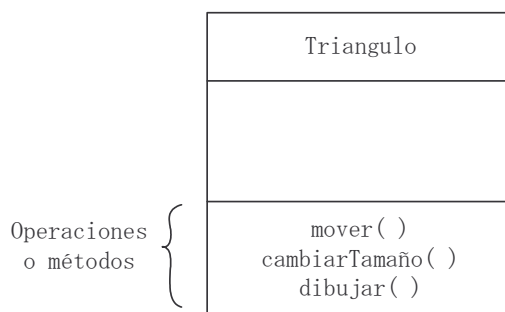 Triangulo
Operaciones
o métodos
mover( )
cambiarTamaño( )
dibujar( )